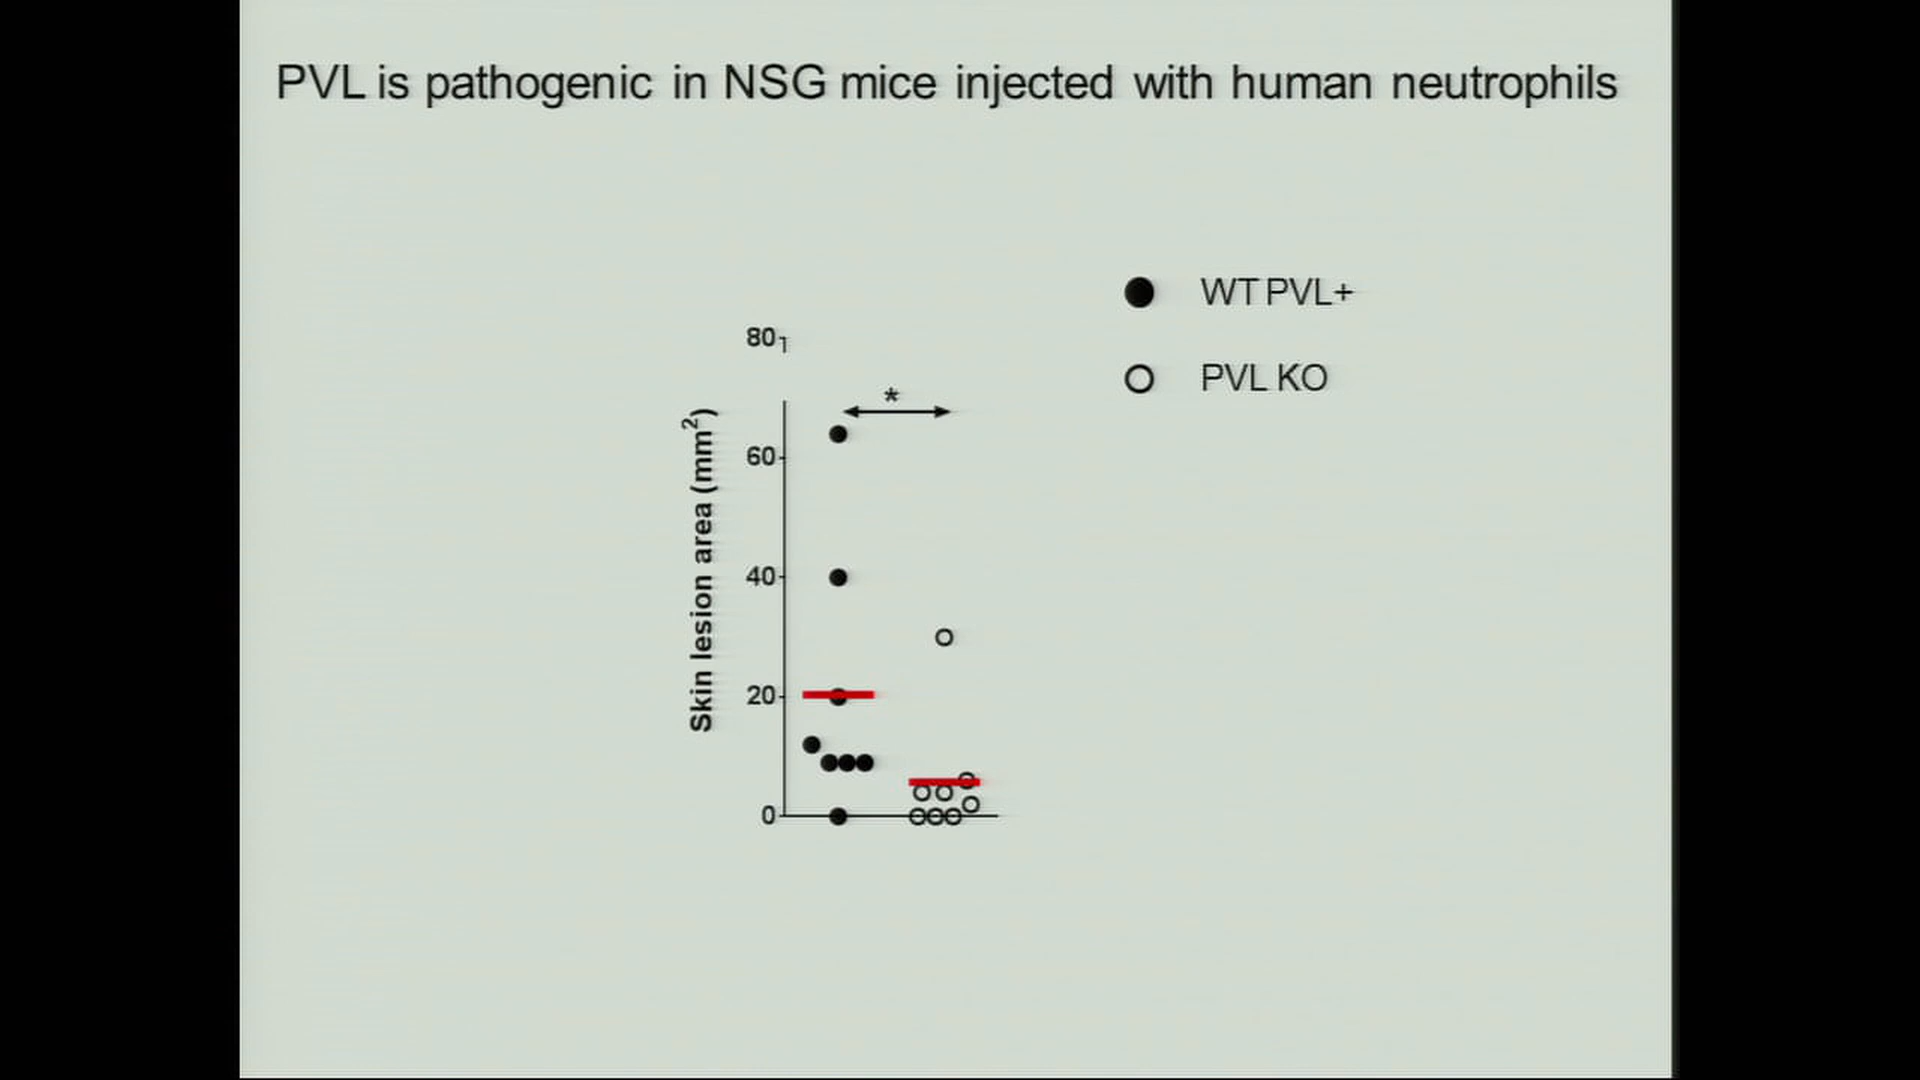 PVL is pathogenic in NSG mice injected with human neutrophils
WT PVL+
PVL KO
80
*
60
40
20
0
Skin lesion area (mm²)